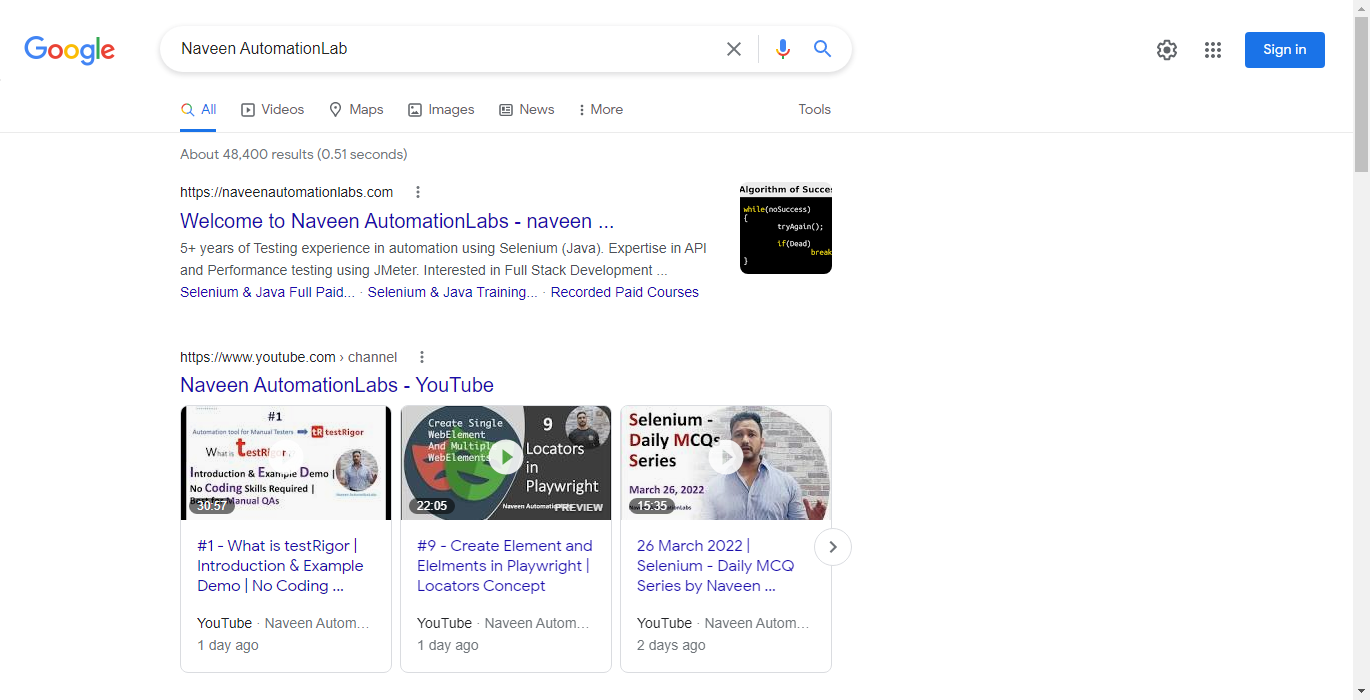 Google
Naveen AutomationLab
Sign in
All
Videos
Maps
Images
News
More
Tools
About 48,400 results (0.51 seconds)
https://naveenautomationlabs.com
Welcome to Naveen AutomationLabs - naveen ...
5+ years of Testing experience in automation using Selenium (Java). Expertise in API
and Performance testing using JMeter. Interested in Full Stack Development ...
Selenium & Java Full Paid... · Selenium & Java Training... · Recorded Paid Courses
Algorithm of Succes
while(noSuccess)
{
tryAgain();
if(Dead)
break
}
https://www.youtube.com › channel
Naveen AutomationLabs - YouTube
#1
Automation tool for Manual Testers
tR testRigor
What is testRigor
Introduction & Example Demo |
No Coding Skills Required |
Best for Manual QAs
30:57
#1 - What is testRigor |
Introduction & Example
Demo | No Coding ...
YouTube · Naveen Autom...
1 day ago
Create Single
WebElement
And Multiple
WebElements
9
Locators
in
Playwright
Naveen Automation
PREVIEW
22:05
#9 - Create Element and
Elelments in Playwright |
Locators Concept
YouTube · Naveen Autom...
1 day ago
Selenium -
Daily MCQs
Series
March 26, 2022
15:35
26 March 2022 |
Selenium - Daily MCQ
Series by Naveen ...
YouTube · Naveen Autom...
2 days ago